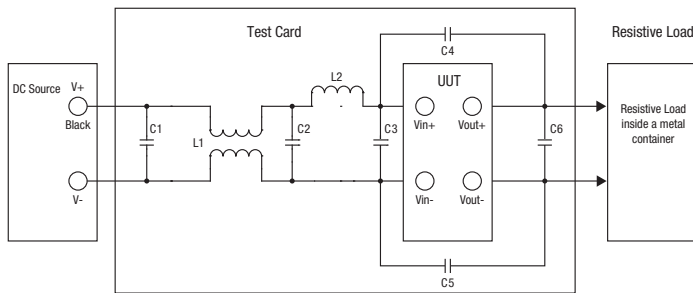 Test Card
Resistive Load
C4
L2
DC Source
V+
UUT
Black
C1
C2
C3
Vin+
Vout+
C6
Resistive Load
inside a metal
container
L1
V-
Vin-
Vout-
C5